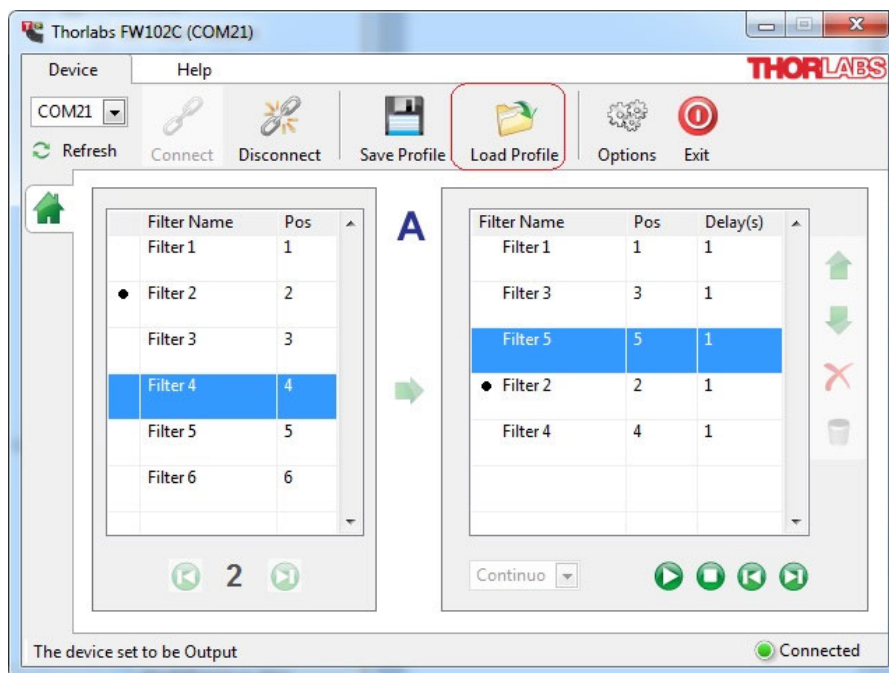 Thorlabs FW102C (COM21)
Device Help
THORLABS
COM21
Refresh
Connect
Disconnect
Save Profile
Load Profile
Options
Exit
Filter Name Pos
Filter 1 1
Filter 2 2
Filter 3 3
Filter 4 4
Filter 5 5
Filter 6 6
2
A
Filter Name Pos Delay(s)
Filter 1 1 1
Filter 3 3 1
Filter 5 5 1
Filter 2 2 1
Filter 4 4 1
Continuo
The device set to be Output
Connected